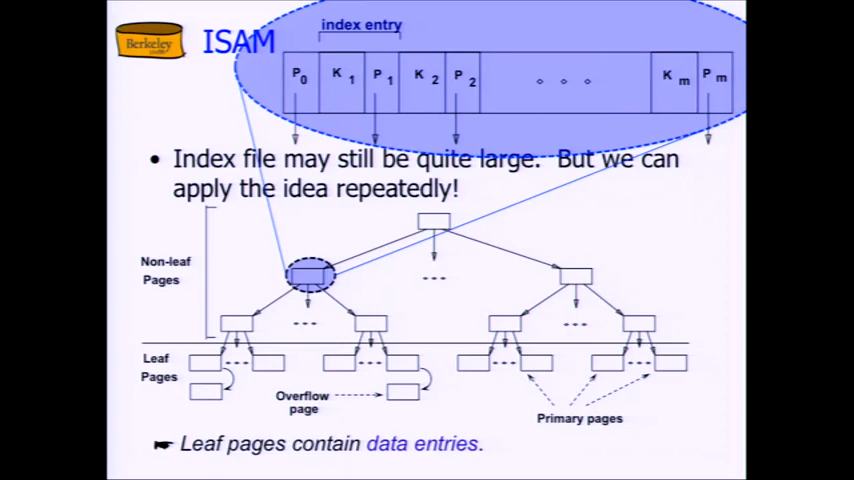 Berkeley
ISAM
index entry
P0 K1 P1 K2 P2 Km Pm
• Index file may still be quite large. But we can
apply the idea repeatedly!
Non-leaf
Pages
Leaf
Pages
Overflow
page
Primary pages
Leaf pages contain data entries.